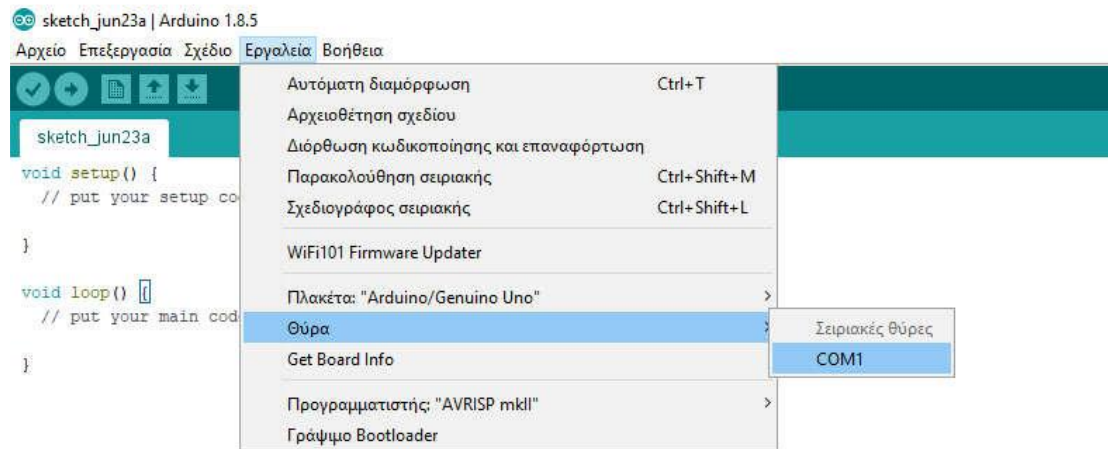 sketch_jun23a | Arduino 1.8.5
Αρχείο Επεξεργασία Σχέδιο Εργαλεία Βοήθεια
sketch_jun23a
void setup() {
// put your setup co
}
void loop() {
// put your main cod
}
Αυτόματη διαμόρφωση Ctrl+T
Αρχειοθέτηση σχεδίου
Διόρθωση κωδικοποίησης και επαναφόρτωση
Παρακολούθηση σειριακής Ctrl+Shift+M
Σχεδιογράφος σειριακής Ctrl+Shift+L
WiFi101 Firmware Updater
Πλακέτα: "Arduino/Genuino Uno"
Θύρα
Get Board Info
Προγραμματιστής: "AVRISP mkII"
Γράψιμο Bootloader
Σειριακές θύρες
COM1